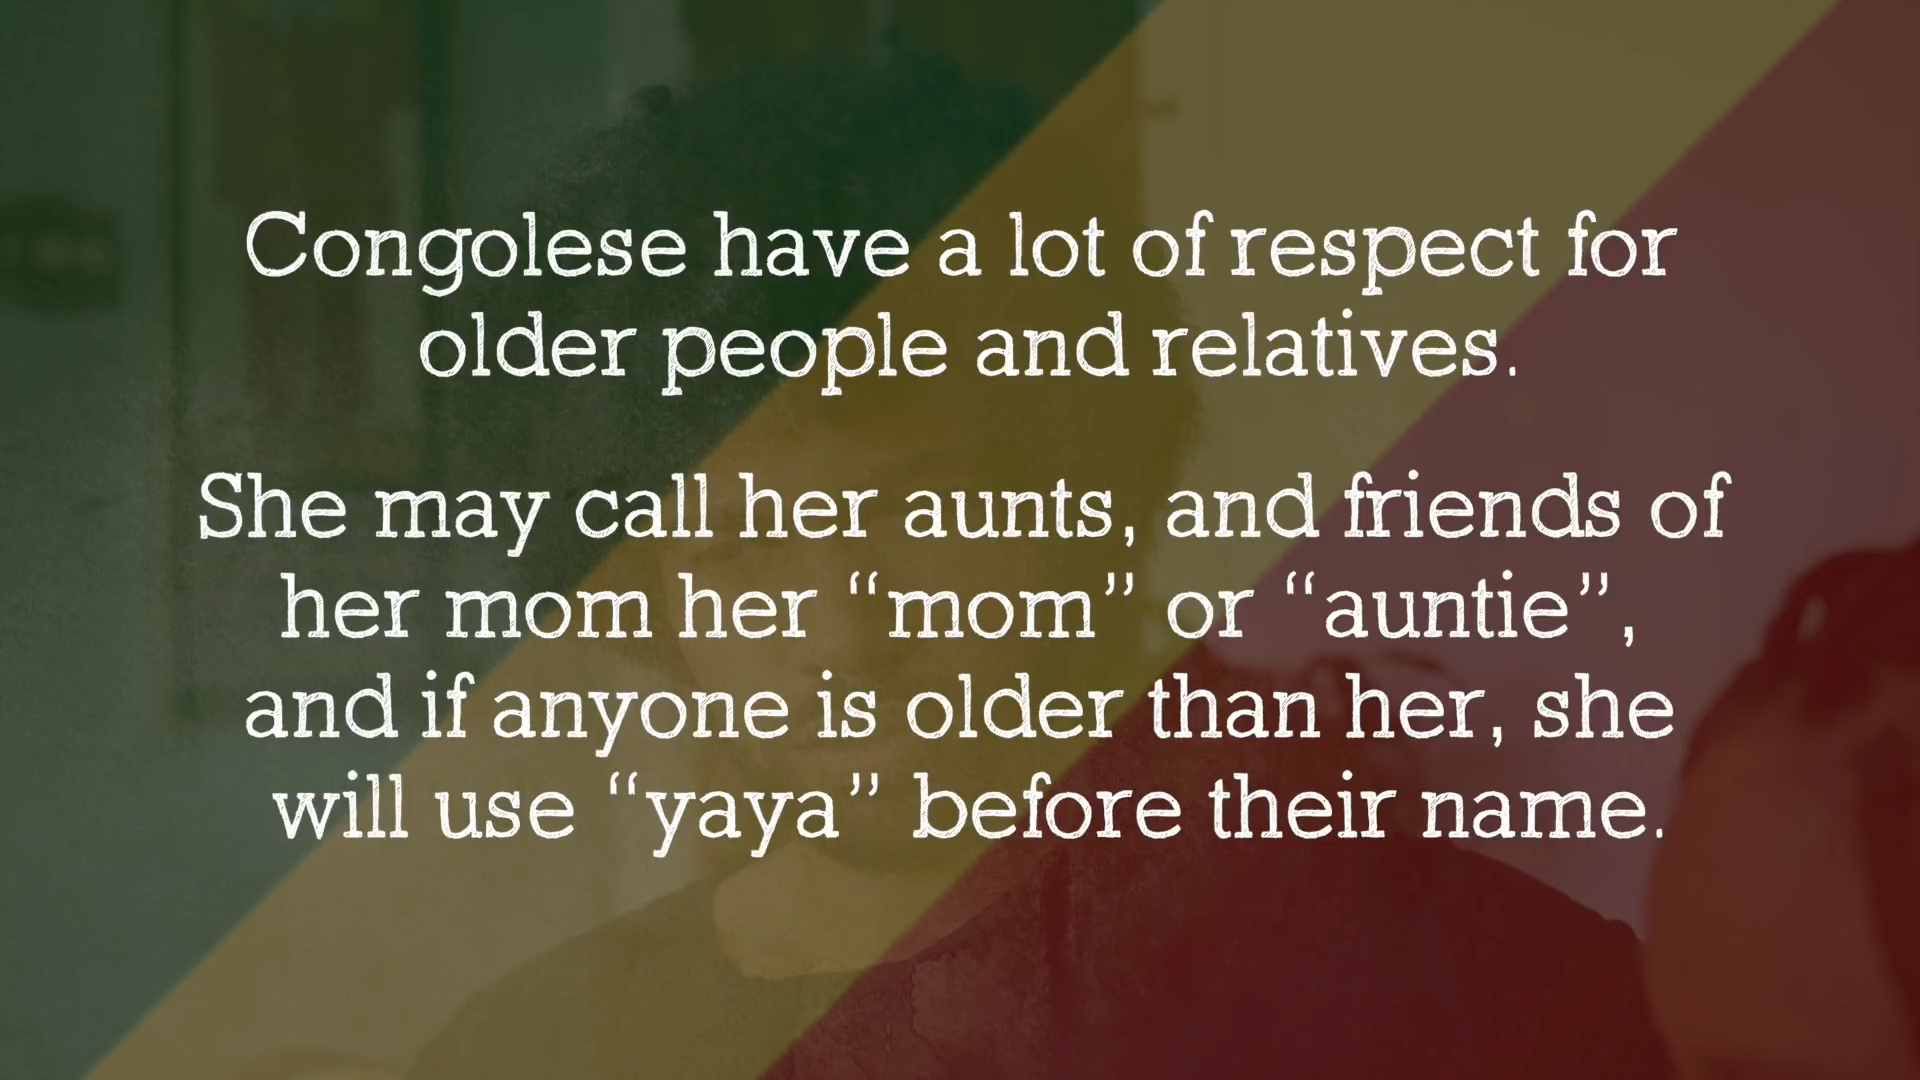 Congolese have a lot of respect for
older people and relatives.
She may call her aunts, and friends of
her mom her “mom” or “auntie”,
and if anyone is older than her, she
will use “yaya” before their name.